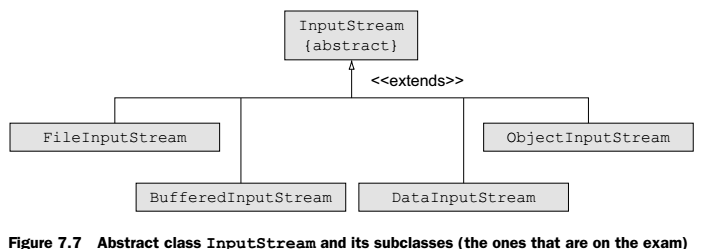 InputStream
{abstract}
<<extends>>
FileInputStream
ObjectInputStream
BufferedInputStream
DataInputStream
Figure 7.7 Abstract class InputStream and its subclasses (the ones that are on the exam)